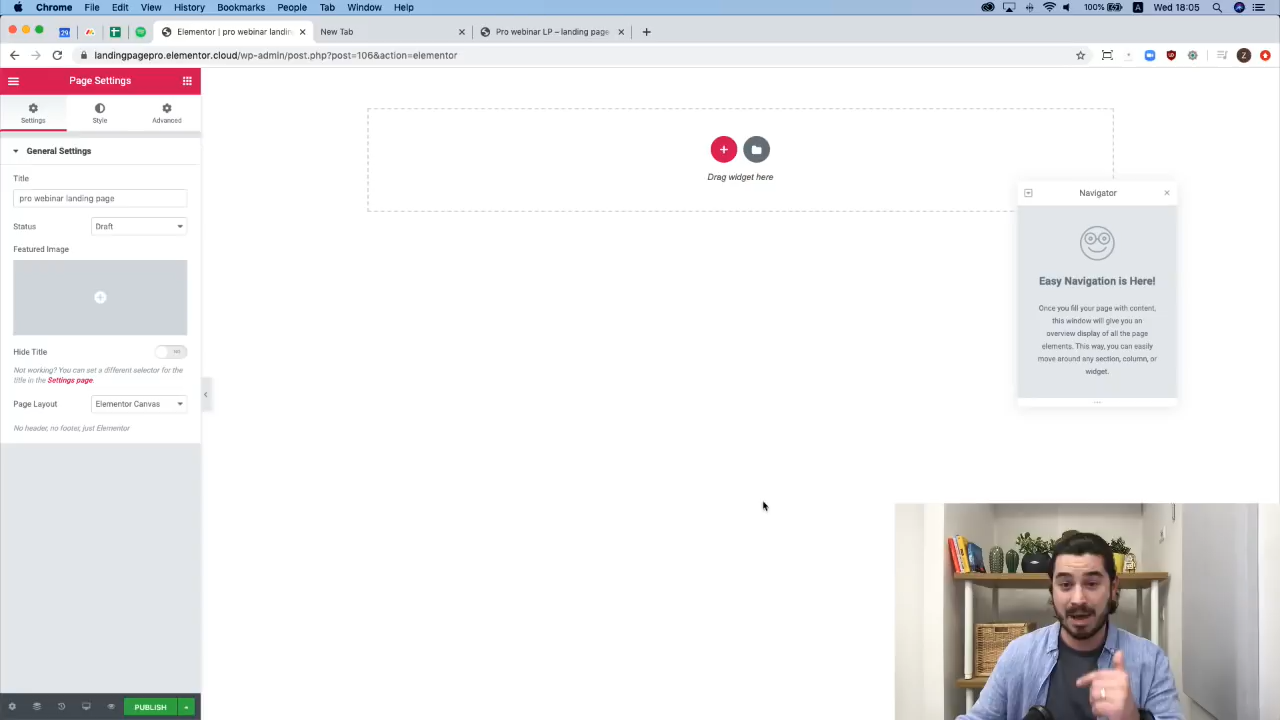 Chrome File Edit View History Bookmarks People Tab Window Help
100% A Wed 18:05
Elementor | pro webinar landin
New Tab
Pro webinar LP – landing page
landingpagepro.elementor.cloud/wp-admin/post.php?post=106&action=elementor
Z
Page Settings
Settings Style Advanced
General Settings
Title
pro webinar landing page
Status Draft
Featured Image
Hide Title
Not working? You can set a different selector for the
title in the Settings page.
Page Layout Elementor Canvas
No header, no footer, just Elementor
PUBLISH
Drag widget here
Navigator
Easy Navigation is Here!
Once you fill your page with content,
this window will give you an
overview display of all the page
elements. This way, you can easily
move around any section, column, or
widget.